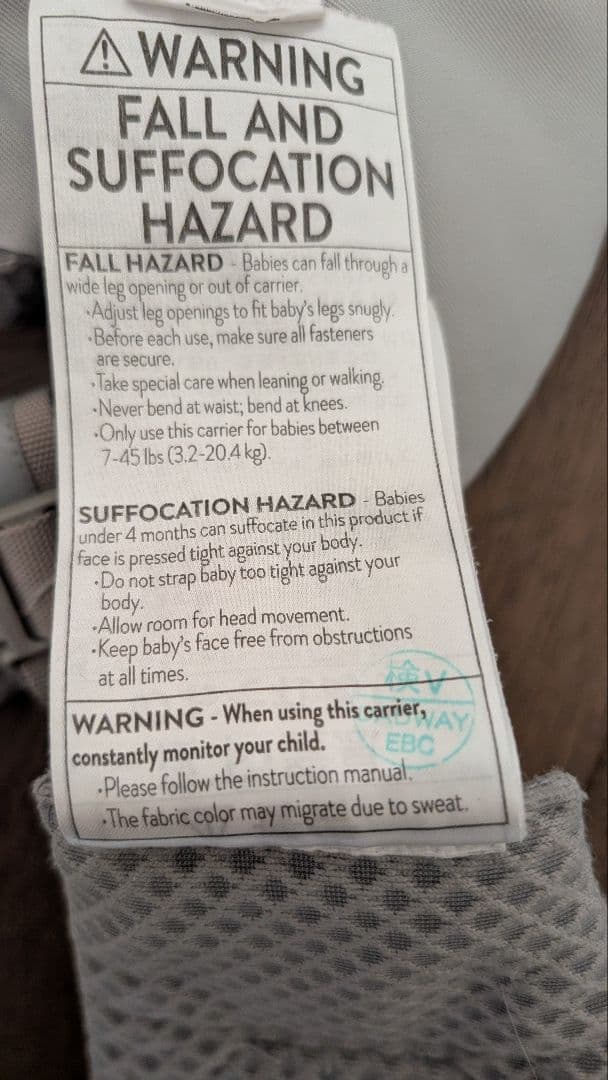 ⚠ WARNING
FALL AND
SUFFOCATION
HAZARD
FALL HAZARD - Babies can fall through a
wide leg opening or out of carrier.
•Adjust leg openings to fit baby's legs snugly.
•Before each use, make sure all fasteners
are secure.
•Take special care when leaning or walking.
•Never bend at waist; bend at knees.
•Only use this carrier for babies between
7-45 lbs (3.2-20.4 kg).
SUFFOCATION HAZARD - Babies
under 4 months can suffocate in this product if
face is pressed tight against your body.
•Do not strap baby too tight against your
body.
•Allow room for head movement.
•Keep baby's face free from obstructions
at all times.
検V
WARNING - When using this carrier,
WAY
constantly monitor your child.
EBC
•Please follow the instruction manual.
•The fabric color may migrate due to sweat.